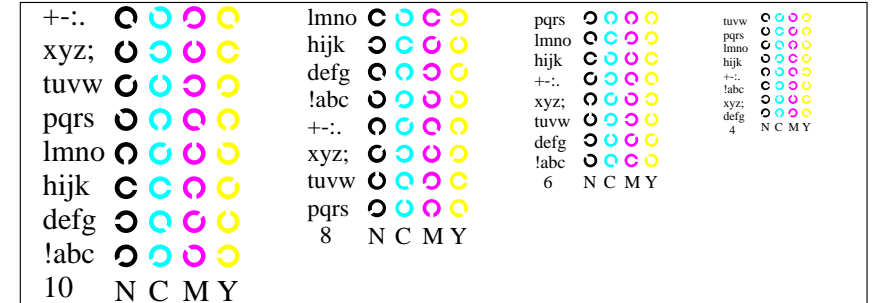 +-:.
xyz;
tuvw
pqrs
lmno
hijk
defg
!abc
10 N C M Y
lmno
hijk
defg
!abc
+-:.
xyz;
tuvw
pqrs
8 N C M Y
pqrs
lmno
hijk
+-:.
xyz;
tuvw
defg
!abc
6 N C M Y
tuvw
pqrs
lmno
hijk
+-:.
!abc
xyz;
defg
4 N C M Y